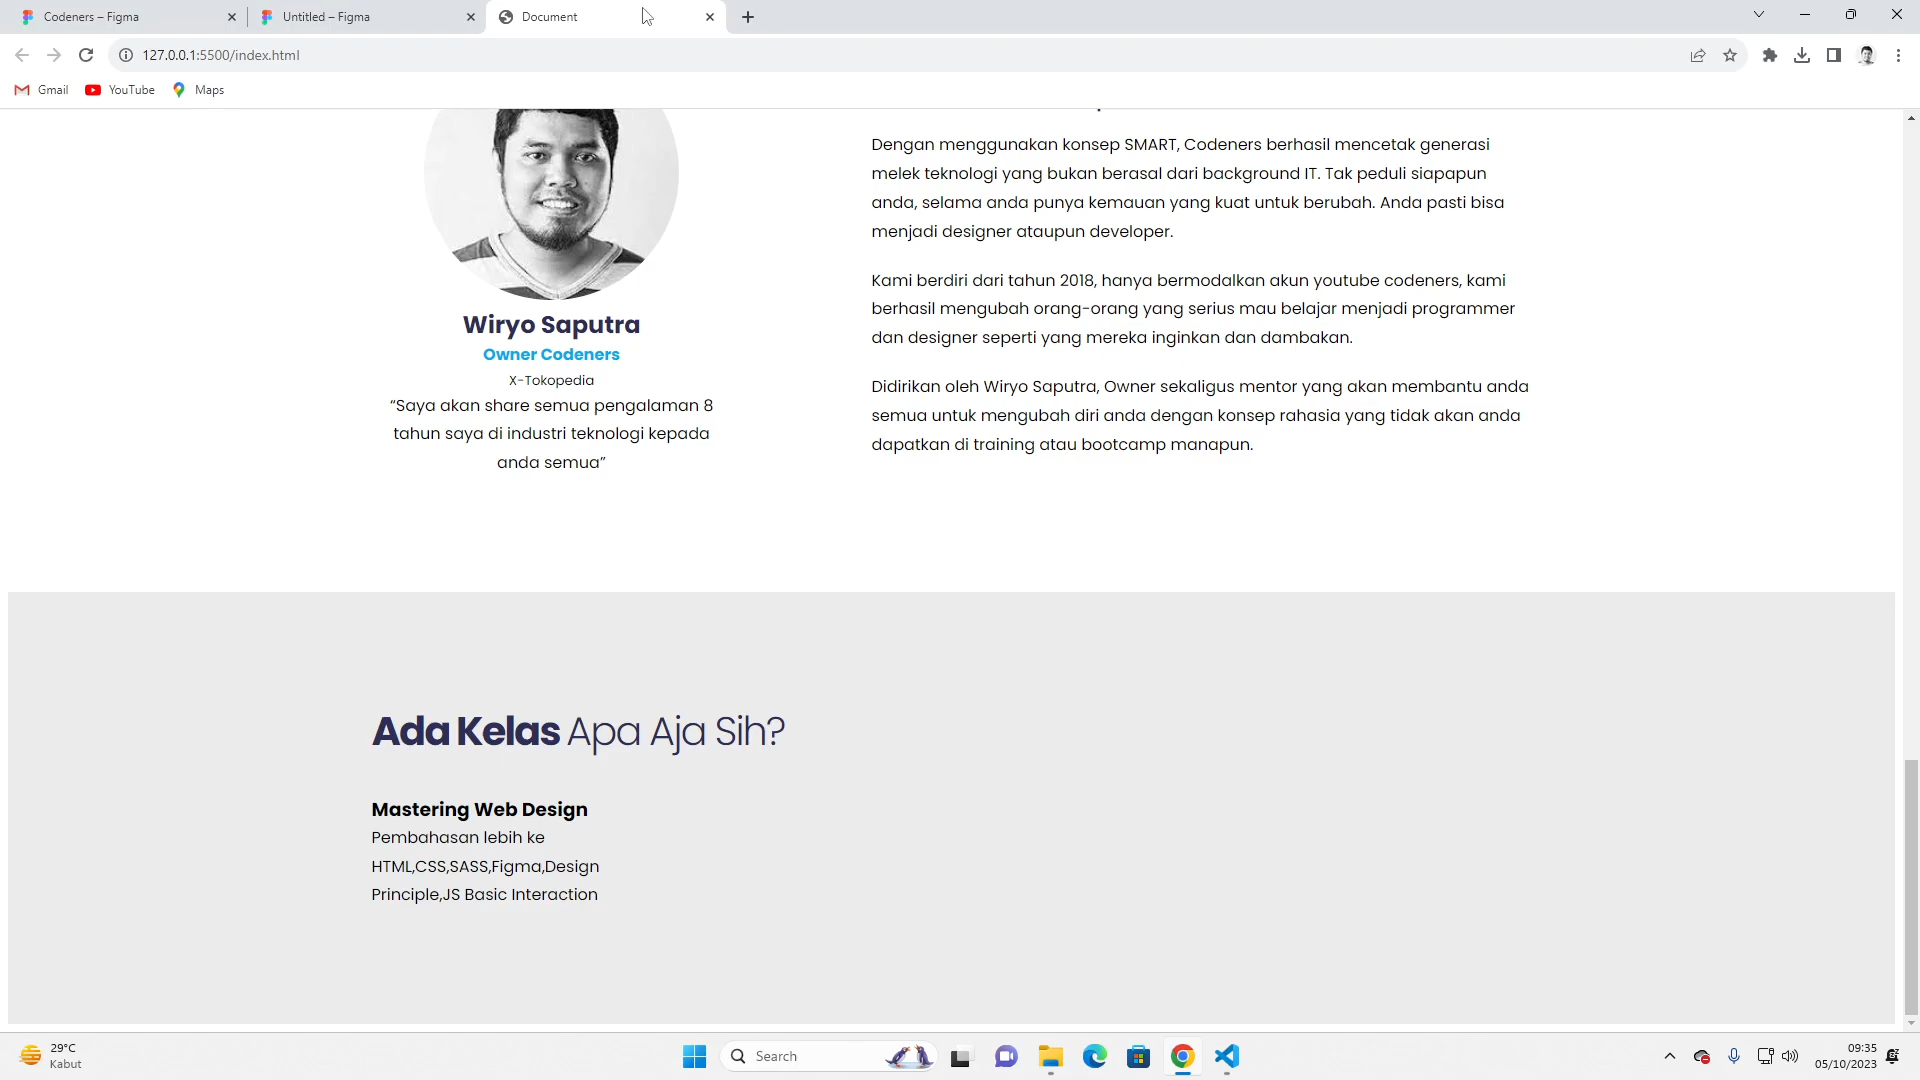 Codeners – Figma
Untitled – Figma
Document
127.0.0.1:5500/index.html
Gmail
YouTube
Maps
Dengan menggunakan konsep SMART, Codeners berhasil mencetak generasi
melek teknologi yang bukan berasal dari background IT. Tak peduli siapapun
anda, selama anda punya kemauan yang kuat untuk berubah. Anda pasti bisa
menjadi designer ataupun developer.
Kami berdiri dari tahun 2018, hanya bermodalkan akun youtube codeners, kami
berhasil mengubah orang-orang yang serius mau belajar menjadi programmer
dan designer seperti yang mereka inginkan dan dambakan.
Didirikan oleh Wiryo Saputra, Owner sekaligus mentor yang akan membantu anda
semua untuk mengubah diri anda dengan konsep rahasia yang tidak akan anda
dapatkan di training atau bootcamp manapun.
Wiryo Saputra
Owner Codeners
X-Tokopedia
“Saya akan share semua pengalaman 8
tahun saya di industri teknologi kepada
anda semua”
Ada Kelas Apa Aja Sih?
Mastering Web Design
Pembahasan lebih ke
HTML,CSS,SASS,Figma,Design
Principle,JS Basic Interaction
29°C
Kabut
Search
09:35
05/10/2023